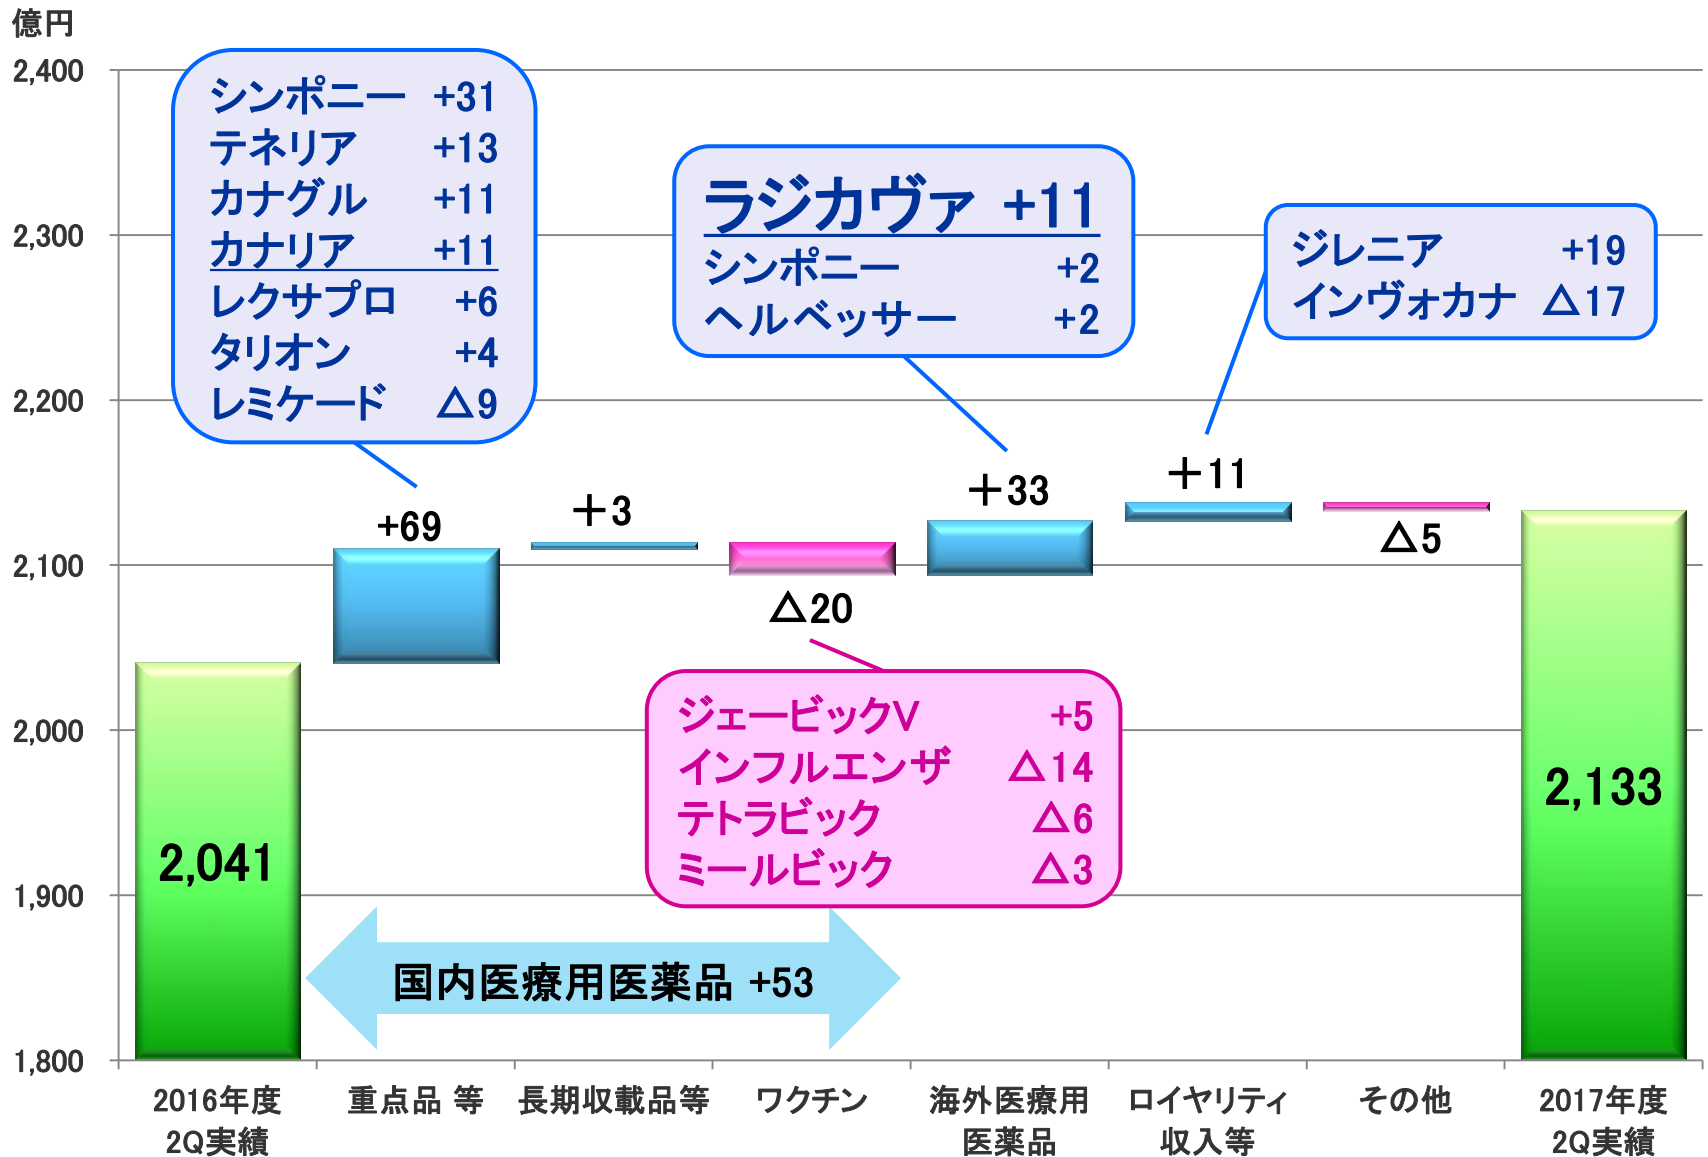 億円
2,400
2,300
2,200
2,100
2,000
1,900
1,800
シンポニー +31
テネリア +13
カナグル +11
カナリア +11
レクサプロ +6
タリオン +4
レミケード △9
ラジカヴァ +11
シンポニー +2
ヘルベッサー +2
ジレニア +19
インヴォカナ △17
+69
+3
△20
+33
+11
△5
ジェービックV +5
インフルエンザ △14
テトラビック △6
ミールビック △3
2,041
2,133
国内医療用医薬品 +53
2016年度
2Q実績
重点品 等
長期収載品等
ワクチン
海外医療用
医薬品
ロイヤリティ
収入等
その他
2017年度
2Q実績